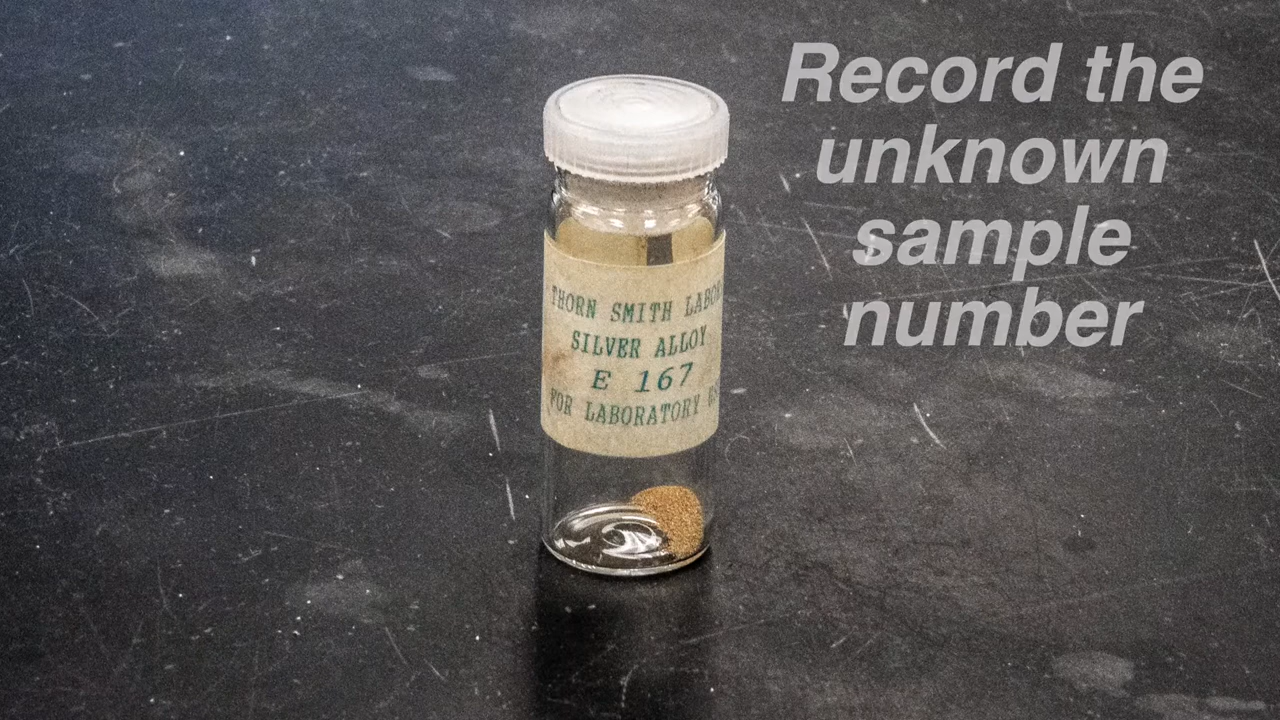 Record the
unknown
sample
number
THORN SMITH
SILVER ALLOY
E 167
FOR LABORATORY